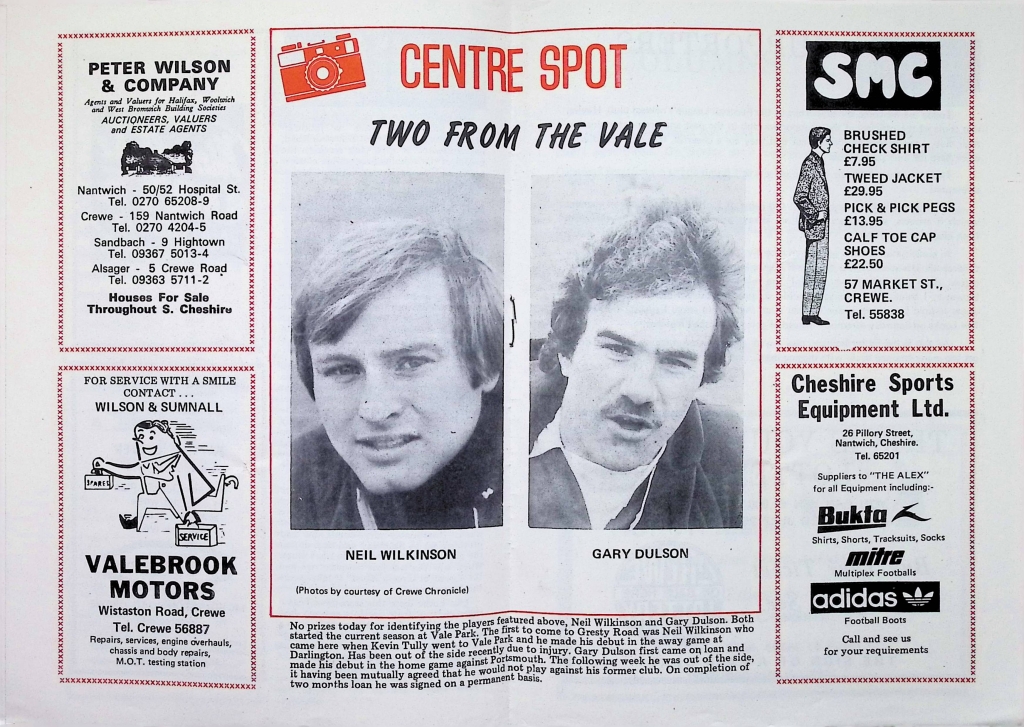 PETER WILSON
& COMPANY
Agents and Valuers for Halifax, Woolwich
and West Bromwich Building Societies
AUCTIONEERS, VALUERS
and ESTATE AGENTS
Nantwich - 50/52 Hospital St.
Tel. 0270 65208-9
Crewe - 159 Nantwich Road
Tel. 0270 4204-5
Sandbach - 9 Hightown
Tel. 09367 5013-4
Alsager - 5 Crewe Road
Tel. 09363 5711-2
Houses For Sale
Throughout S. Cheshire
FOR SERVICE WITH A SMILE
CONTACT . . .
WILSON & SUMNALL
SPARES
SERVICE
VALEBROOK
MOTORS
Wistaston Road, Crewe
Tel. Crewe 56887
Repairs, services, engine overhauls,
chassis and body repairs,
M.O.T. testing station
CENTRE SPOT
TWO FROM THE VALE
NEIL WILKINSON
GARY DULSON
(Photos by courtesy of Crewe Chronicle)
No prizes today for identifying the players featured above, Neil Wilkinson and Gary Dulson. Both
started the current season at Vale Park. The first to come to Gresty Road was Neil Wilkinson who
came here when Kevin Tully went to Vale Park and he made his debut in the away game at
Darlington. Has been out of the side recently due to injury. Gary Dulson first came on loan and
made his debut in the home game against Portsmouth. The following week he was out of the side,
it having been mutually agreed that he would not play against his former club. On completion of
two months loan he was signed on a permanent basis.
SMC
BRUSHED
CHECK SHIRT
£7.95
TWEED JACKET
£29.95
PICK & PICK PEGS
£13.95
CALF TOE CAP
SHOES
£22.50
57 MARKET ST.,
CREWE.
Tel. 55838
Cheshire Sports
Equipment Ltd.
26 Pillory Street,
Nantwich, Cheshire.
Tel. 65201
Suppliers to "THE ALEX"
for all Equipment including:-
Bukta
Shirts, Shorts, Tracksuits, Socks
mitre
Multiplex Footballs
adidas
Football Boots
Call and see us
for your requirements